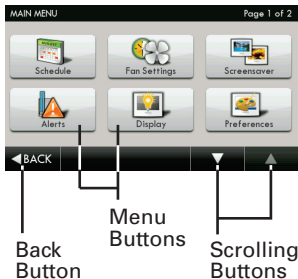 MAIN MENU Page 1 of 2
Schedule Fan Settings Screensaver
Alerts Display Preferences
BACK
Menu
Buttons
Back
Button
Scrolling
Buttons